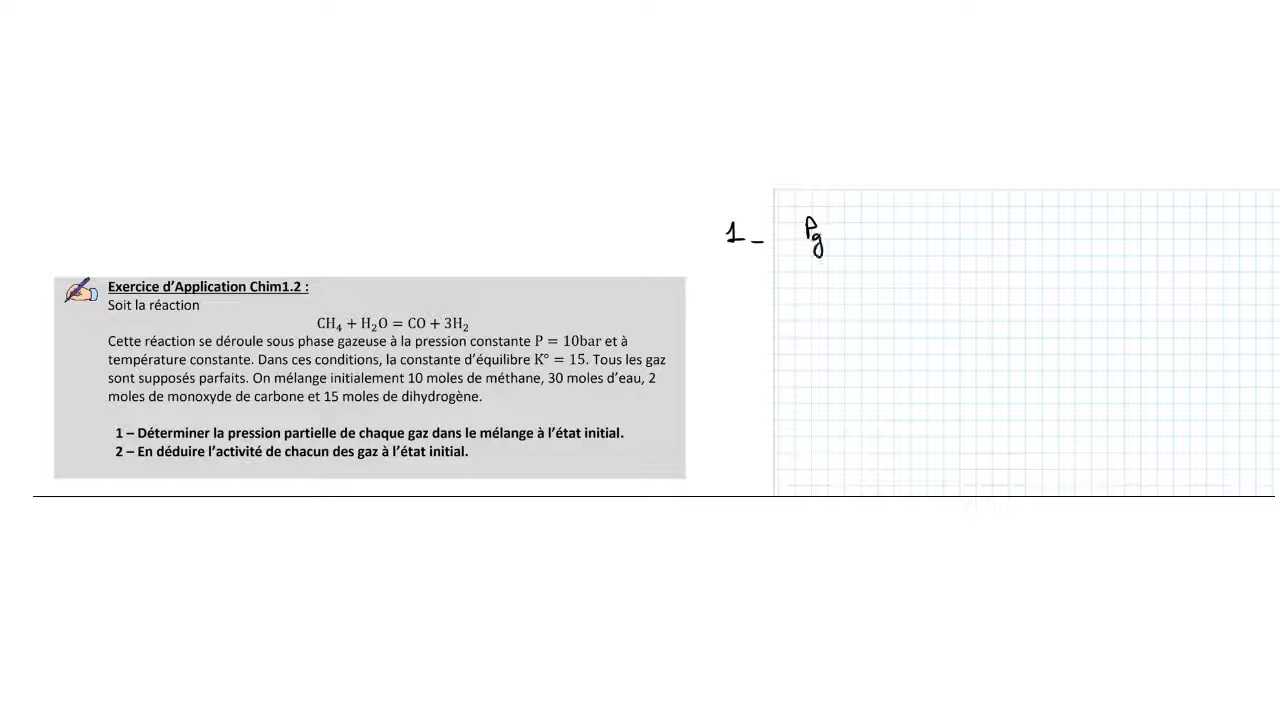 Exercice d'Application Chim1.2 :
Soit la réaction
CH₄ + H₂O = CO + 3H₂
Cette réaction se déroule sous phase gazeuse à la pression constante P = 10bar et à
température constante. Dans ces conditions, la constante d'équilibre K° = 15. Tous les gaz
sont supposés parfaits. On mélange initialement 10 moles de méthane, 30 moles d'eau, 2
moles de monoxyde de carbone et 15 moles de dihydrogène.
1 – Déterminer la pression partielle de chaque gaz dans le mélange à l'état initial.
2 – En déduire l'activité de chacun des gaz à l'état initial.
1 - Pg